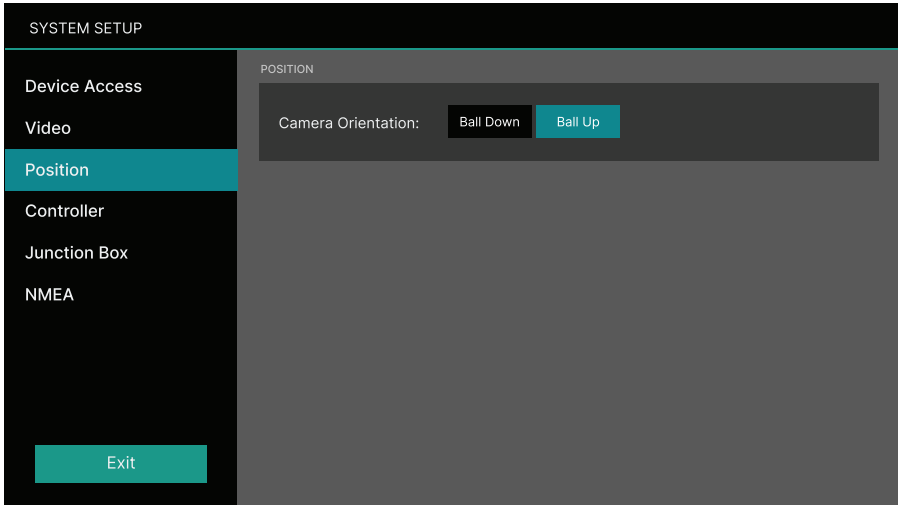 SYSTEM SETUP
Device Access
Video
Position
Controller
Junction Box
NMEA
Exit
POSITION
Camera Orientation: Ball Down Ball Up